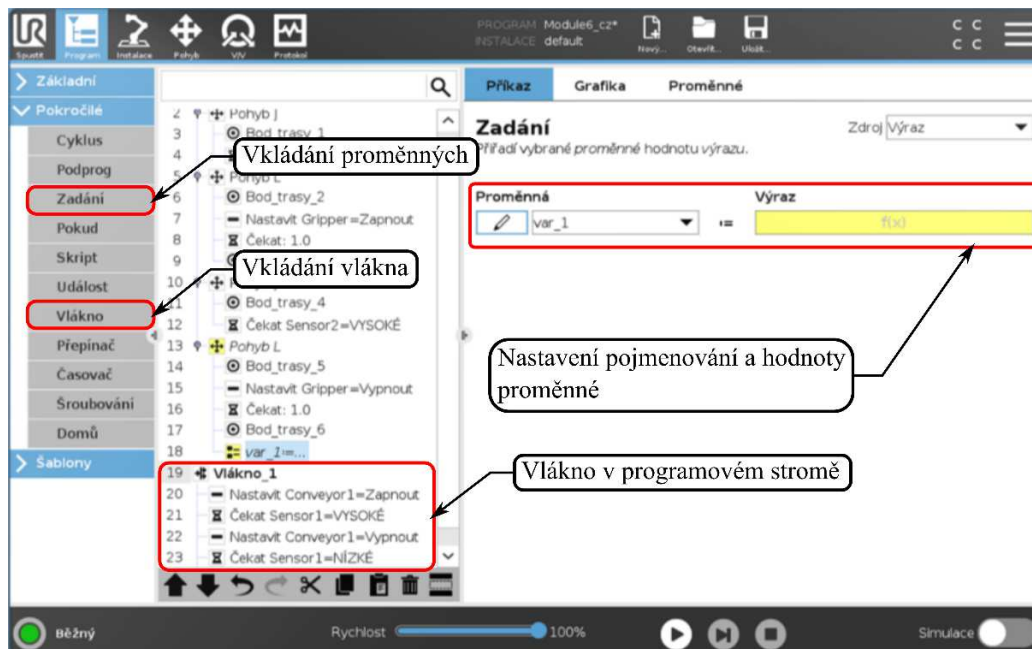 UR
Spustit
Program
Instalace
Pohyb
V/V
Protokol
PROGRAM Module6_cz*
INSTALACE default
Nový...
Otevřít...
Uložit...
C C
C C
Základní
Pokročilé
Cyklus
Podprog
Zadání
Pokud
Skript
Událost
Vlákno
Přepínač
Časovač
Šroubování
Domů
Šablony
2 Pohyb J
3 Bod_trasy_1
4
5 Pohyb L
6 Bod_trasy_2
7 Nastavit Gripper=Zapnout
8 Čekat: 1.0
9
10
11 Bod_trasy_4
12 Čekat Sensor2=VYSOKÉ
13 Pohyb L
14 Bod_trasy_5
15 Nastavit Gripper=Vypnout
16 Čekat: 1.0
17 Bod_trasy_6
18 var_1:=...
19 Vlákno_1
20 Nastavit Conveyor1=Zapnout
21 Čekat Sensor1=VYSOKÉ
22 Nastavit Conveyor1=Vypnout
23 Čekat Sensor1=NÍZKÉ
Vkládání proměnných
Vkládání vlákna
Příkaz Grafika Proměnné
Zadání
Zdroj Výraz
Přiřadí vybrané proměnné hodnotu výrazu.
Proměnná Výraz
var_1 := f(x)
Nastavení pojmenování a hodnoty
proměnné
Vlákno v programovém stromě
Běžný
Rychlost 100%
Simulace